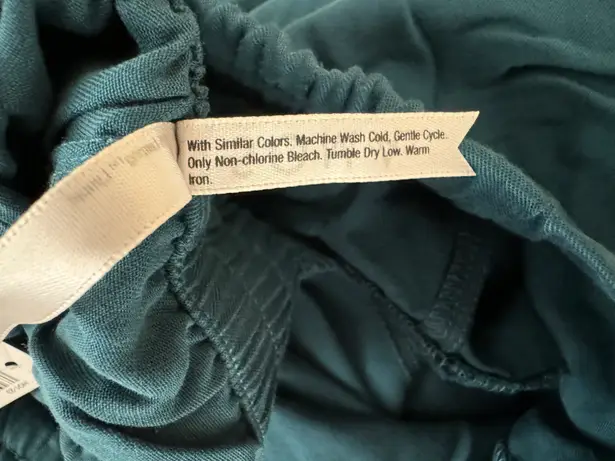 With Similar Colors. Machine Wash Cold, Gentle Cycle.
Only Non-chlorine Bleach. Tumble Dry Low. Warm
Iron.